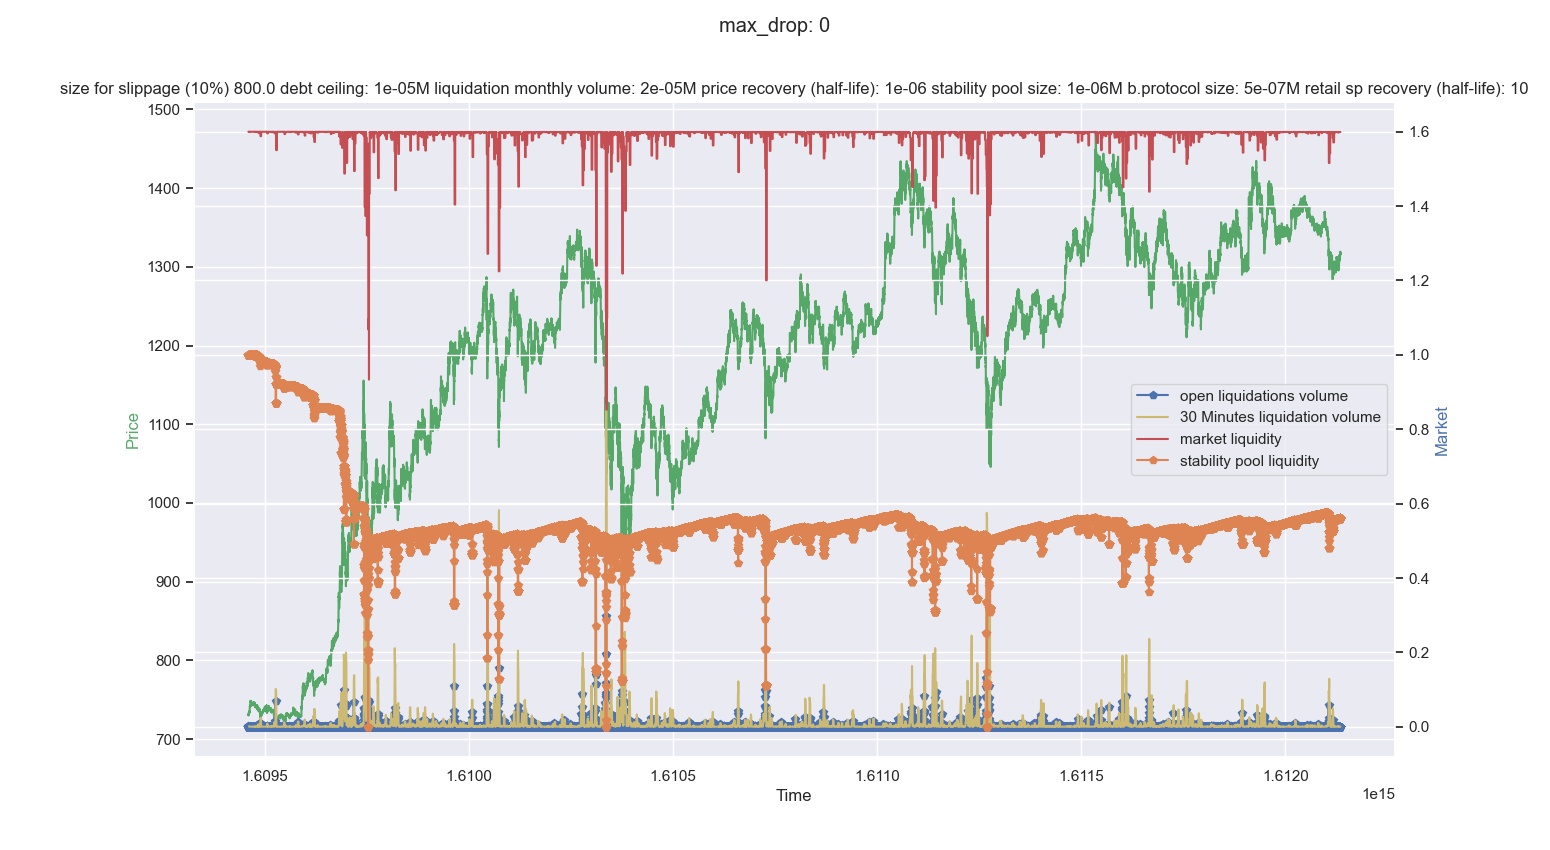 max_drop: 0
size for slippage (10%) 800.0 debt ceiling: 1e-05M liquidation monthly volume: 2e-05M price recovery (half-life): 1e-06 stability pool size: 1e-06M b.protocol size: 5e-07M retail sp recovery (half-life): 10
1500
1400
1300
1200
1100
1000
900
800
700
Price
1.6
1.4
1.2
1.0
0.8
0.6
0.4
0.2
0.0
Market
open liquidations volume
30 Minutes liquidation volume
market liquidity
stability pool liquidity
1.6095 1.6100 1.6105 1.6110 1.6115 1.6120
1e15
Time